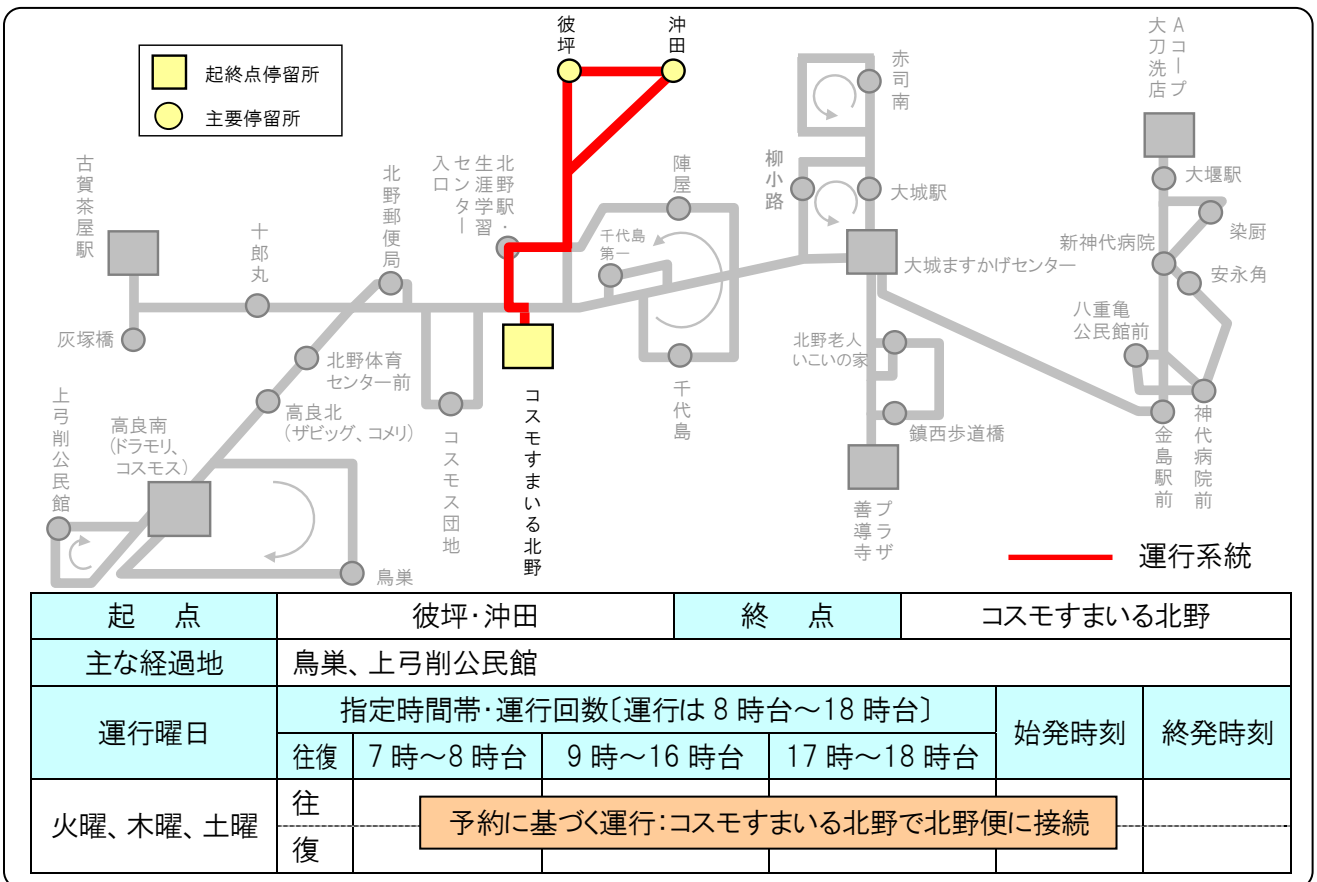 起終点停留所
主要停留所
彼坪
沖田
赤司南
Aコープ
大刀洗店
古賀茶屋駅
十郎丸
北野郵便局
北野駅・
生涯学習
センター
入口
陣屋
千代島
第一
柳小路
大城駅
大城ますかげセンター
大堰駅
染厨
新神代病院
安永角
八重亀
公民館前
灰塚橋
北野体育
センター前
高良北
(ザビッグ、コメリ)
上弓削公民館
高良南
(ドラモリ、
コスモス)
鳥巣
コスモス団地
コスモすまいる北野
千代島
北野老人
いこいの家
鎮西歩道橋
プラザ
善導寺
金島駅前
神代病院前
運行系統
起 点 彼坪・沖田 終 点 コスモすまいる北野
主な経過地 鳥巣、上弓削公民館
運行曜日 指定時間帯・運行回数〔運行は8時台~18時台〕 始発時刻 終発時刻
往復 7時~8時台 9時~16時台 17時~18時台
火曜、木曜、土曜 往
予約に基づく運行:コスモすまいる北野で北野便に接続
復